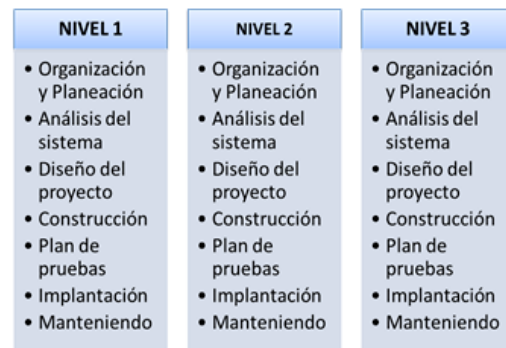 NIVEL 1
• Organización
y Planeación
• Análisis del
sistema
• Diseño del
proyecto
• Construcción
• Plan de
pruebas
• Implantación
• Manteniendo
NIVEL 2
• Organización
y Planeación
• Análisis del
sistema
• Diseño del
proyecto
• Construcción
• Plan de
pruebas
• Implantación
• Manteniendo
NIVEL 3
• Organización
y Planeación
• Análisis del
sistema
• Diseño del
proyecto
• Construcción
• Plan de
pruebas
• Implantación
• Manteniendo